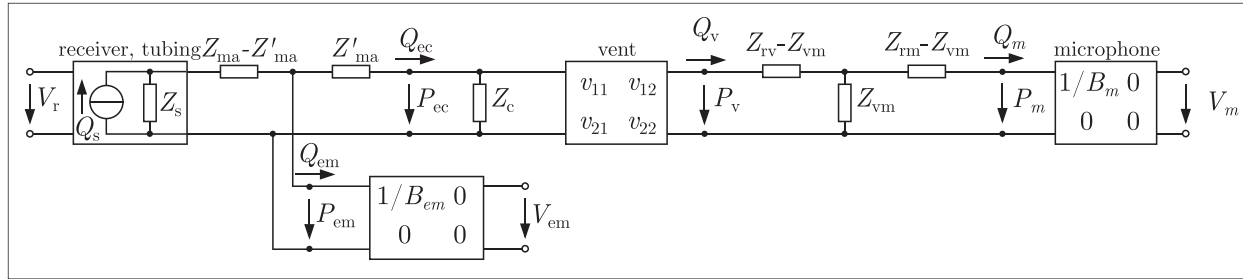 receiver, tubing
Z_ma-Z'_ma
Z'_ma
Q_ec
vent
Q_v
Z_rv-Z_vm
Z_rm-Z_vm
Q_m
microphone
V_r
Q_s
Z_s
P_ec
Z_c
v_11 v_12
v_21 v_22
P_v
Z_vm
P_m
1/B_m 0
0 0
V_m
Q_em
P_em
1/B_em 0
0 0
V_em